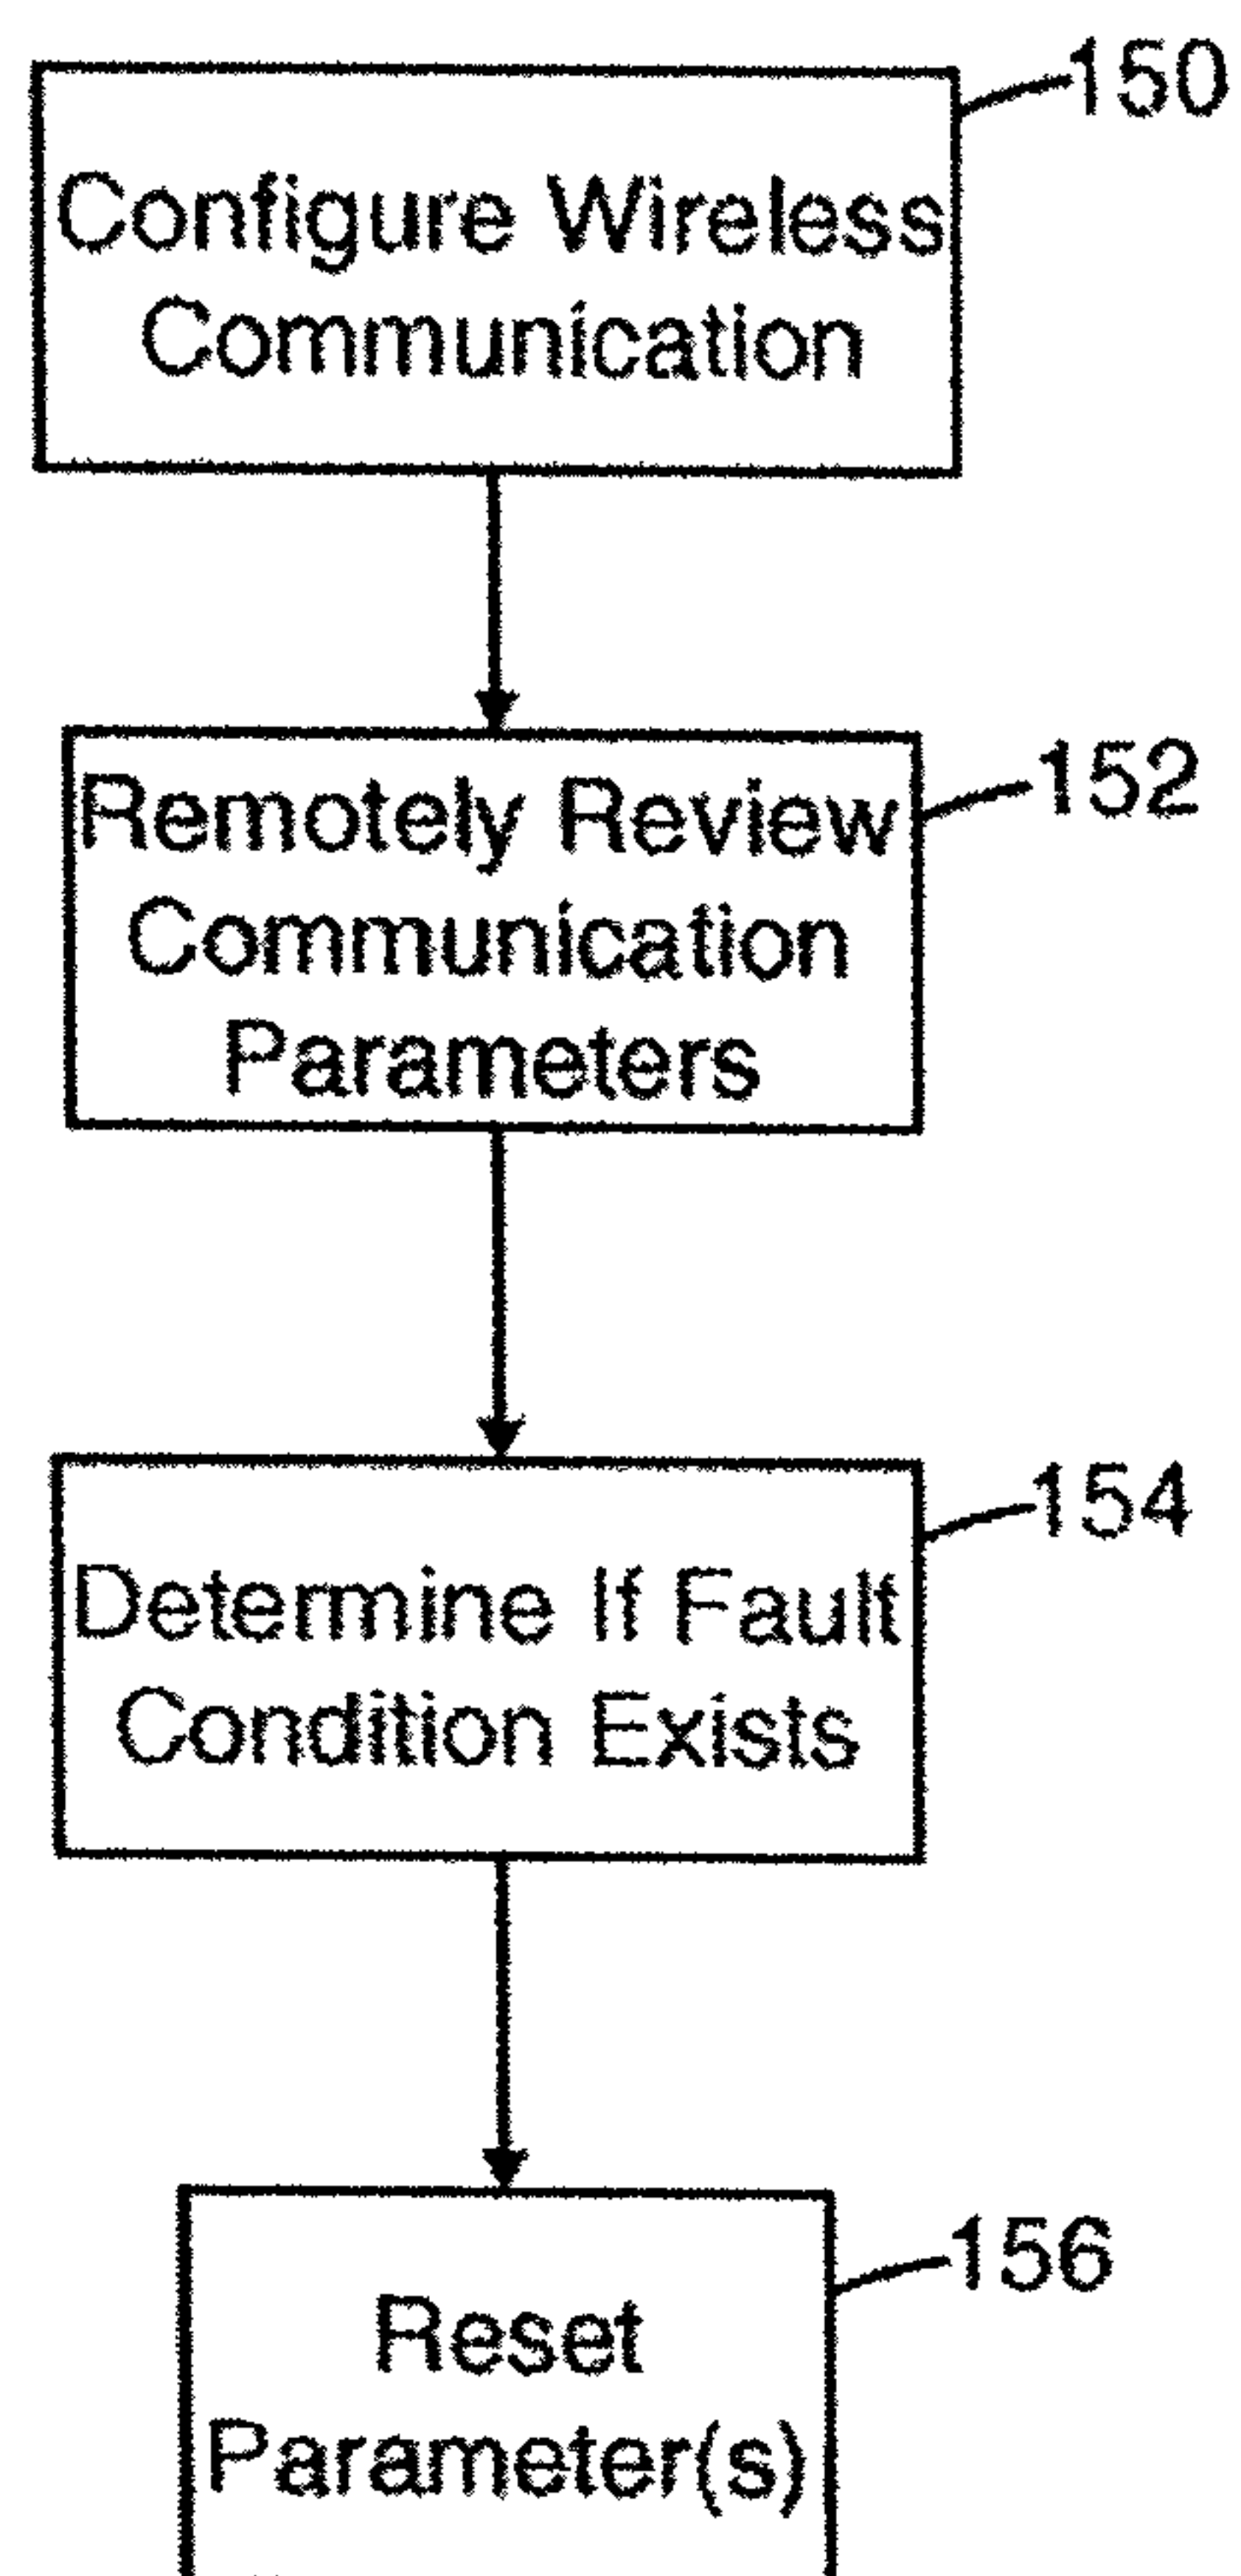 150
Configure Wireless
Communication
152
Remotely Review
Communication
Parameters
154
Determine If Fault
Condition Exists
156
Reset
Parameter(s)